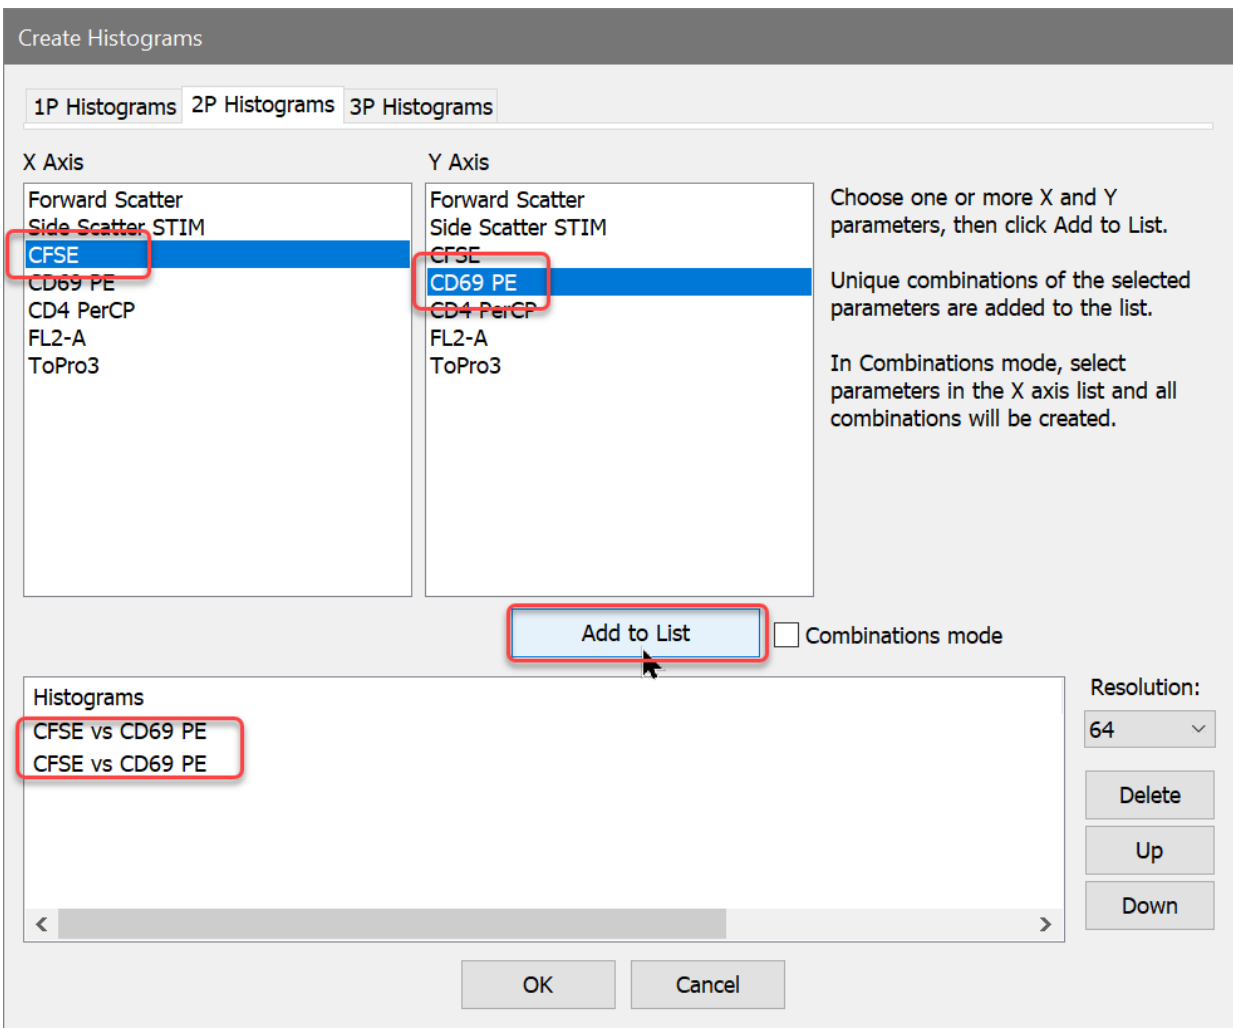 Create Histograms
1P Histograms 2P Histograms 3P Histograms
X Axis
Forward Scatter
Side Scatter STIM
CFSE
CD69 PE
CD4 PerCP
FL2-A
ToPro3
Y Axis
Forward Scatter
Side Scatter STIM
CFSE
CD69 PE
CD4 PerCP
FL2-A
ToPro3
Choose one or more X and Y
parameters, then click Add to List.
Unique combinations of the selected
parameters are added to the list.
In Combinations mode, select
parameters in the X axis list and all
combinations will be created.
Add to List
Combinations mode
Histograms
CFSE vs CD69 PE
CFSE vs CD69 PE
Resolution:
64
Delete
Up
Down
OK
Cancel